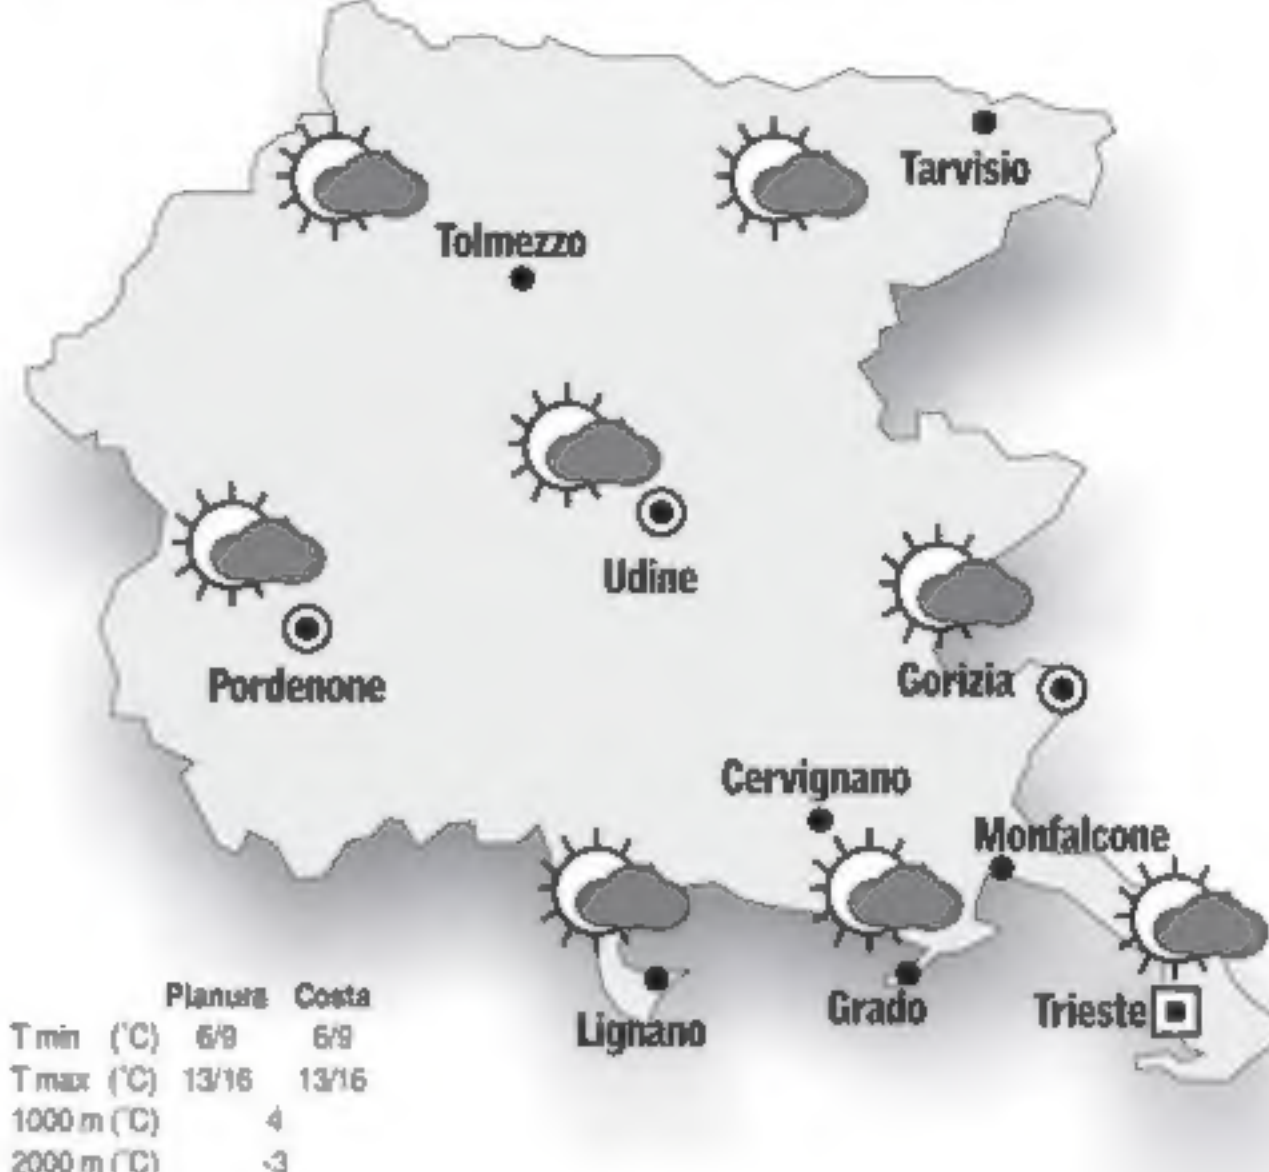 Tarvisio
Tolmezzo
Udine
Pordenone
Gorizia
Cervignano
Monfalcone
Grado
Trieste
Lignano
Pianura Costa
T min (°C) 6/9 6/9
T max (°C) 13/16 13/16
1000 m (°C) 4
2000 m (°C) -3